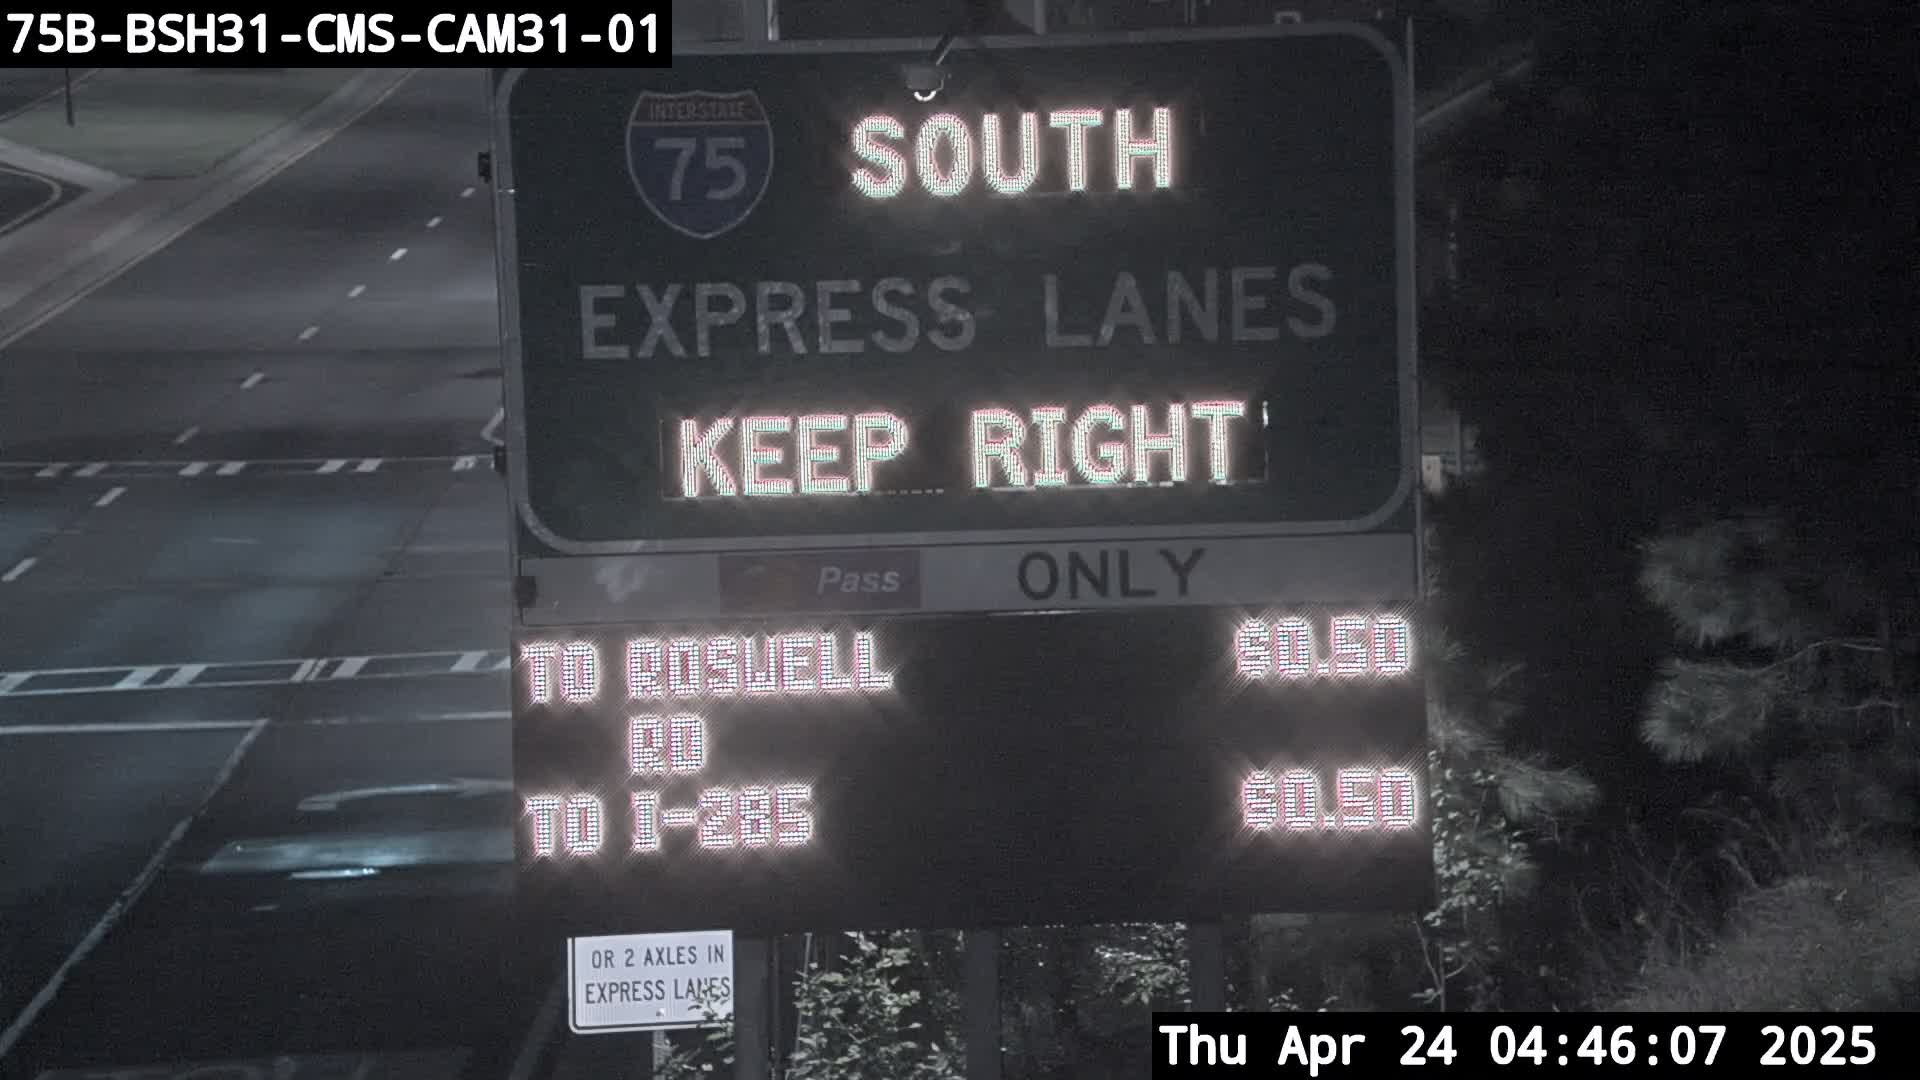 75B-BSH31-CMS-CAM31-01
INTERSTATE
75
SOUTH
EXPRESS LANES
KEEP RIGHT
Pass ONLY
TO ROSWELL $0.50
RD
TO I-285 $0.50
OR 2 AXLES IN
EXPRESS LANES
Thu Apr 24 04:46:07 2025